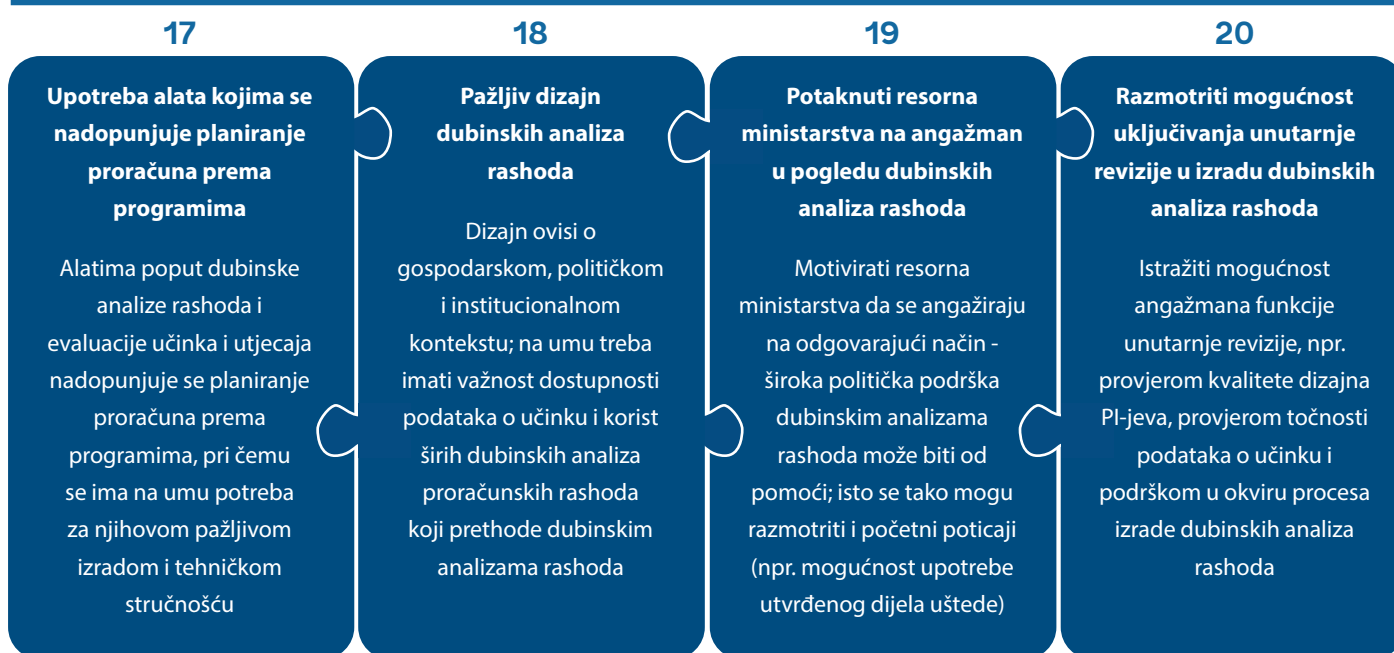 17
Upotreba alata kojima se
nadopunjuje planiranje
proračuna prema
programima
Alatima poput dubinske
analize rashoda i
evaluacije učinka i utjecaja
nadopunjuje se planiranje
proračuna prema
programima, pri čemu
se ima na umu potreba
za njihovom pažljivom
izradom i tehničkom
stručnošću
18
Pažljiv dizajn
dubinskih analiza
rashoda
Dizajn ovisi o
gospodarskom, političkom
i institucionalnom
kontekstu; na umu treba
imati važnost dostupnosti
podataka o učinku i korist
širih dubinskih analiza
proračunskih rashoda
koji prethode dubinskim
analizama rashoda
19
Potaknuti resorna
ministarstva na angažman
u pogledu dubinskih
analiza rashoda
Motivirati resorna
ministarstva da se angažiraju
na odgovarajući način -
široka politička podrška
dubinskim analizama
rashoda može biti od
pomoći; isto se tako mogu
razmotriti i početni poticaji
(npr. mogućnost upotrebe
utvrđenog dijela uštede)
20
Razmotriti mogućnost
uključivanja unutarnje
revizije u izradu dubinskih
analiza rashoda
Istražiti mogućnost
angažmana funkcije
unutarnje revizije, npr.
provjerom kvalitete dizajna
PI-jeva, provjerom točnosti
podataka o učinku i
podrškom u okviru procesa
izrade dubinskih analiza
rashoda